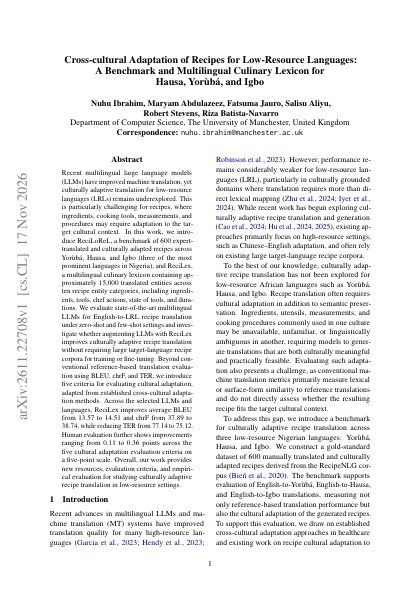 Cross-cultural Adaptation of Recipes for Low-Resource Languages:
A Benchmark and Multilingual Culinary Lexicon for
Hausa, Yorùbá, and Igbo
Nuhu Ibrahim, Maryam Abdulazeez, Fatsuma Jauro, Salisu Aliyu,
Robert Stevens, Riza Batista-Navarro
Department of Computer Science, The University of Manchester, United Kingdom
Correspondence: nuhu.ibrahim@manchester.ac.uk
arXiv:2611.22708v1 [cs.CL] 17 Nov 2026
Abstract
Recent multilingual large language models
(LLMs) have improved machine translation, yet
culturally adaptive translation for low-resource
languages (LRLs) remains underexplored. This
is particularly challenging for recipes, where
ingredients, cooking tools, measurements, and
procedures may require adaptation to the tar-
get cultural context. In this work, we intro-
duce ReciLoReL, a benchmark of 600 expert-
translated and culturally adapted recipes across
Yorùbá, Hausa, and Igbo (three of the most
prominent languages in Nigeria), and ReciLex,
a multilingual culinary lexicon containing ap-
proximately 15,000 translated entities across
ten recipe entity categories, including ingredi-
ents, tools, chef actions, state of tools, and du-
rations. We evaluate state-of-the-art multilingual
LLMs for English-to-LRL recipe translation
under zero-shot and few-shot settings and inves-
tigate whether augmenting LLMs with ReciLex
improves culturally adaptive recipe translation
without requiring large target-language recipe
corpora for training or fine-tuning. Beyond con-
ventional reference-based translation evalua-
tion using BLEU, chrF, and TER, we introduce
five criteria for evaluating cultural adaptation,
adapted from established cross-cultural adapta-
tion methods. Across the selected LLMs and
languages, ReciLex improves average BLEU
from 13.57 to 14.51 and chrF from 37.89 to
38.74, while reducing TER from 77.14 to 75.12.
Human evaluation further shows improvements
ranging from 0.11 to 0.36 points across the
five cultural adaptation evaluation criteria on
a five-point scale. Overall, our work provides
new resources, evaluation criteria, and empir-
ical evaluation for studying culturally adaptive
recipe translation in low-resource settings.
1 Introduction
Recent advances in multilingual LLMs and ma-
chine translation (MT) systems have improved
translation quality for many high-resource lan-
guages (Garcia et al., 2023; Hendy et al., 2023;
Robinson et al., 2023). However, performance re-
mains considerably weaker for low-resource lan-
guages (LRL), particularly in culturally grounded
domains where translation requires more than di-
rect lexical mapping (Zhu et al., 2024; Iyer et al.,
2024). While recent work has begun exploring cul-
turally adaptive recipe translation and generation
(Cao et al., 2024; Hu et al., 2024, 2025), existing
approaches primarily focus on high-resource settings,
such as Chinese–English adaptation, and often rely
on existing large target-language recipe corpora.
To the best of our knowledge, culturally adap-
tive recipe translation has not been explored for
low-resource African languages such as Yorùbá,
Hausa, and Igbo. Recipe translation often requires
cultural adaptation in addition to semantic preser-
vation. Ingredients, utensils, measurements, and
cooking procedures commonly used in one culture
may be unavailable, unfamiliar, or linguistically
ambiguous in another, requiring models to gener-
ate translations that are both culturally meaningful
and practically feasible. Evaluating such adapta-
tion also presents a challenge, as conventional ma-
chine translation metrics primarily measure lexical
or surface-form similarity to reference translations
and do not directly assess whether the resulting
recipe fits the target cultural context.
To address this gap, we introduce a benchmark
for culturally adaptive recipe translation across
three low-resource Nigerian languages: Yorùbá,
Hausa, and Igbo. We construct a gold-standard
dataset of 600 manually translated and culturally
adapted recipes derived from the RecipeNLG cor-
pus (Bień et al., 2020). The benchmark supports
evaluation of English-to-Yorùbá, English-to-Hausa, and
English-to-Igbo translations, measuring not
only reference-based translation performance but
also the cultural adaptation of the generated recipes.
To support this evaluation, we draw on established
cross-cultural adaptation approaches in healthcare
and existing work on recipe cultural adaptation to
1